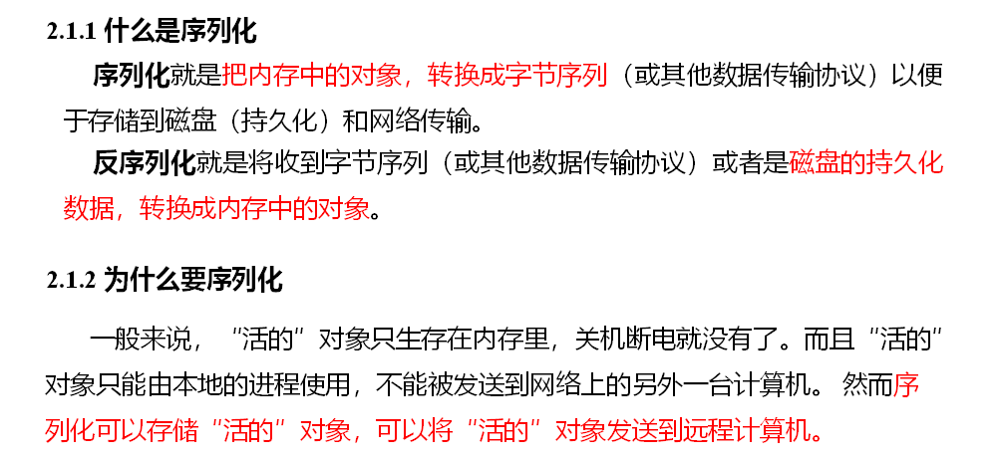 2.1.1 什么是序列化
序列化就是把内存中的对象，转换成字节序列（或其他数据传输协议）以便
于存储到磁盘（持久化）和网络传输。
反序列化就是将收到字节序列（或其他数据传输协议）或者是磁盘的持久化
数据，转换成内存中的对象。
2.1.2 为什么要序列化
一般来说，“活的”对象只生存在内存里，关机断电就没有了。而且“活的”
对象只能由本地的进程使用，不能被发送到网络上的另外一台计算机。 然而序
列化可以存储“活的”对象，可以将“活的”对象发送到远程计算机。